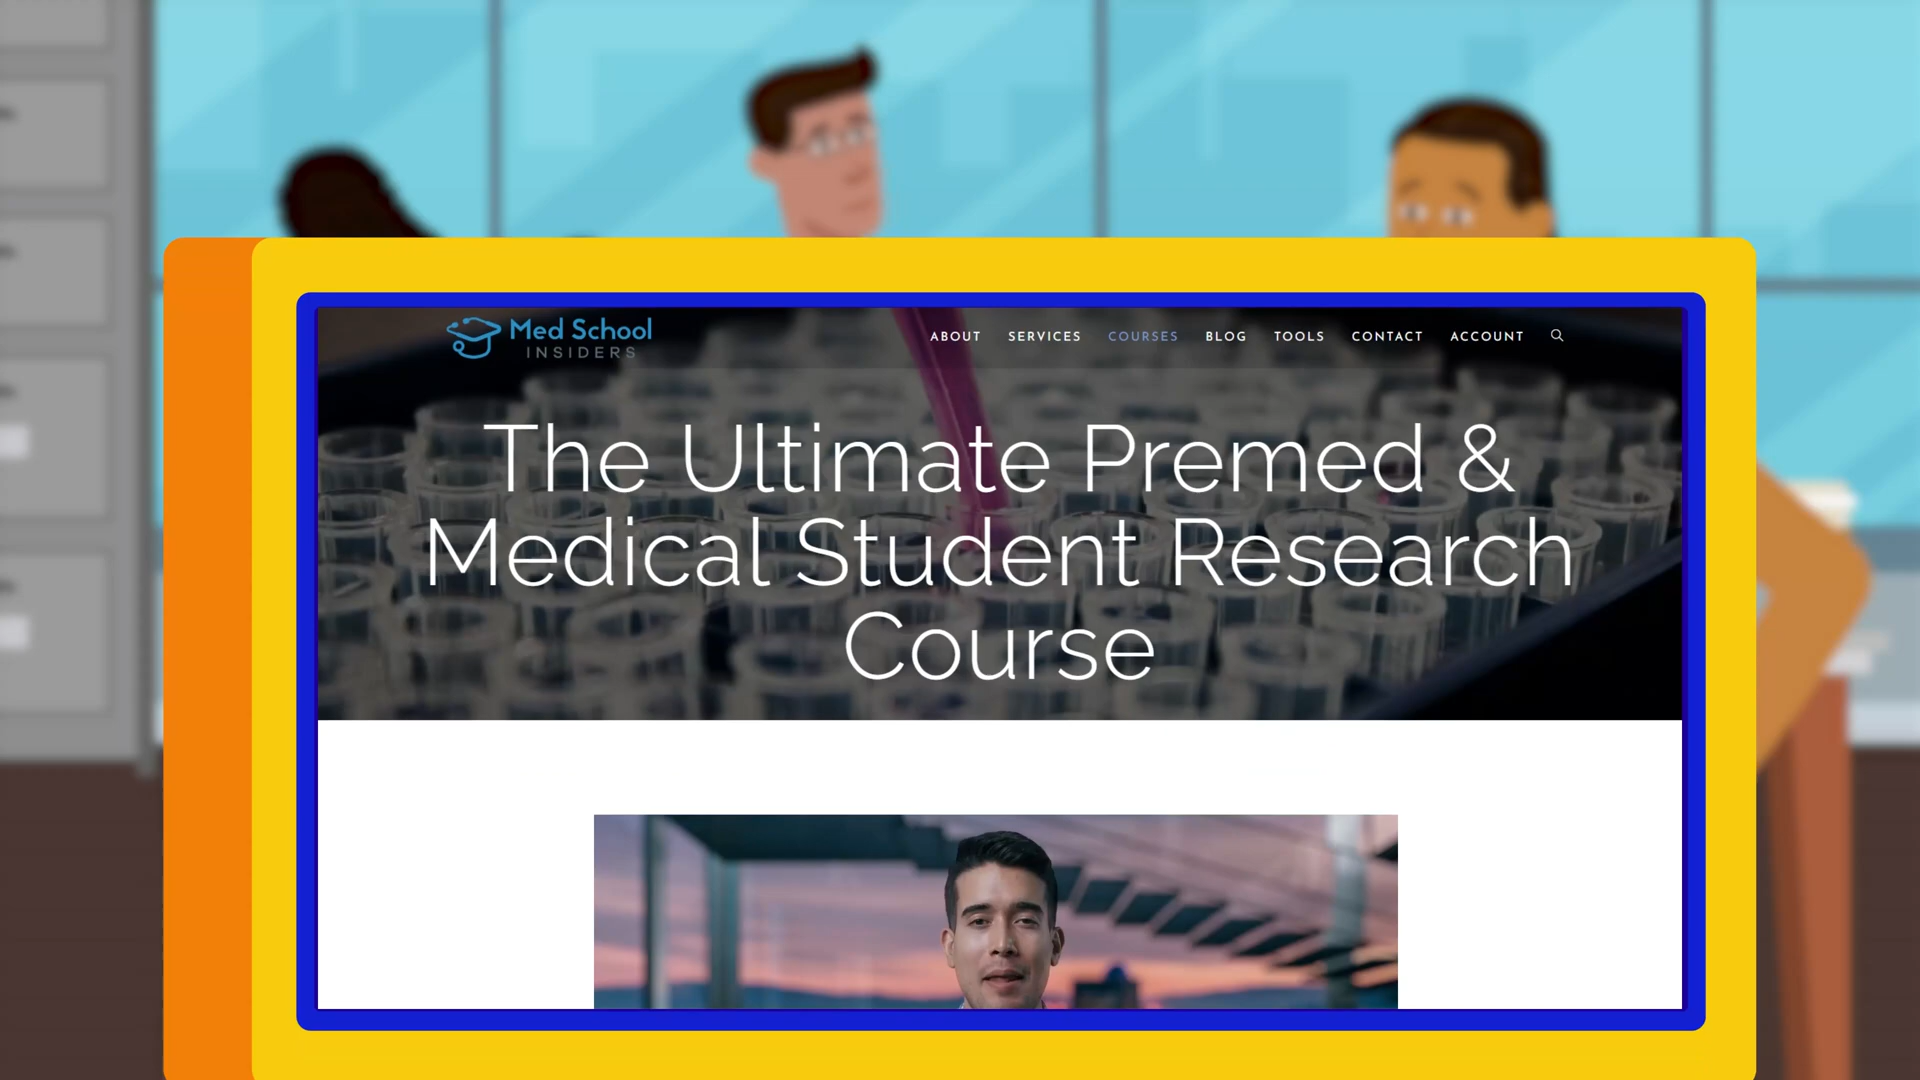 Med School
INSIDERS
ABOUT SERVICES COURSES BLOG TOOLS CONTACT ACCOUNT
The Ultimate Premed &
Medical Student Research
Course